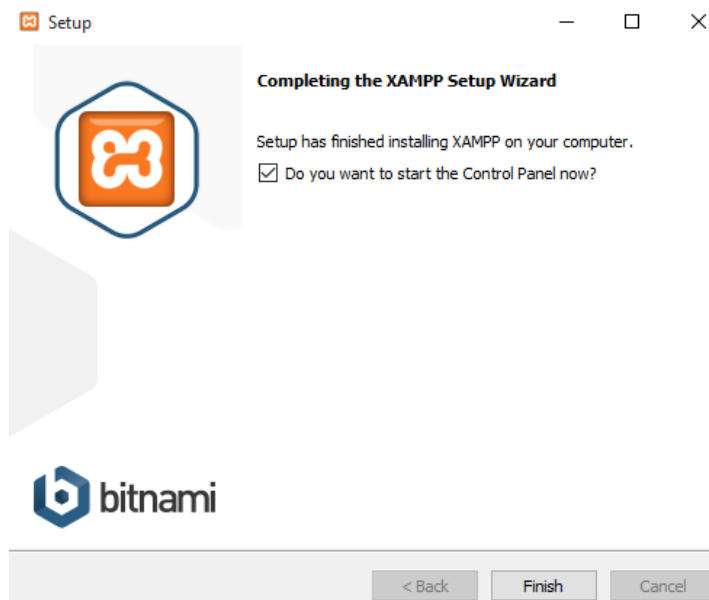 Setup
Completing the XAMPP Setup Wizard
Setup has finished installing XAMPP on your computer.
Do you want to start the Control Panel now?
bitnami
< Back
Finish
Cancel